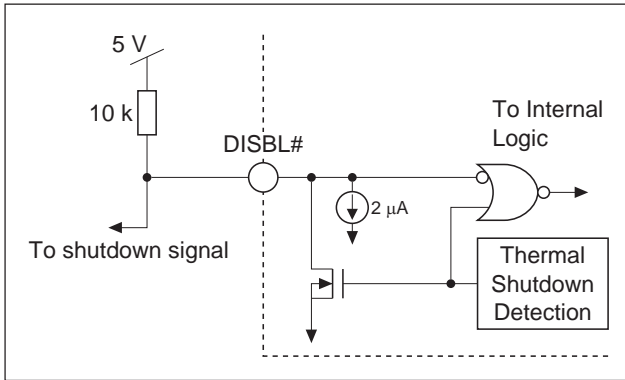 5 V
10 k
DISBL#
To Internal
Logic
2 μA
To shutdown signal
Thermal
Shutdown
Detection